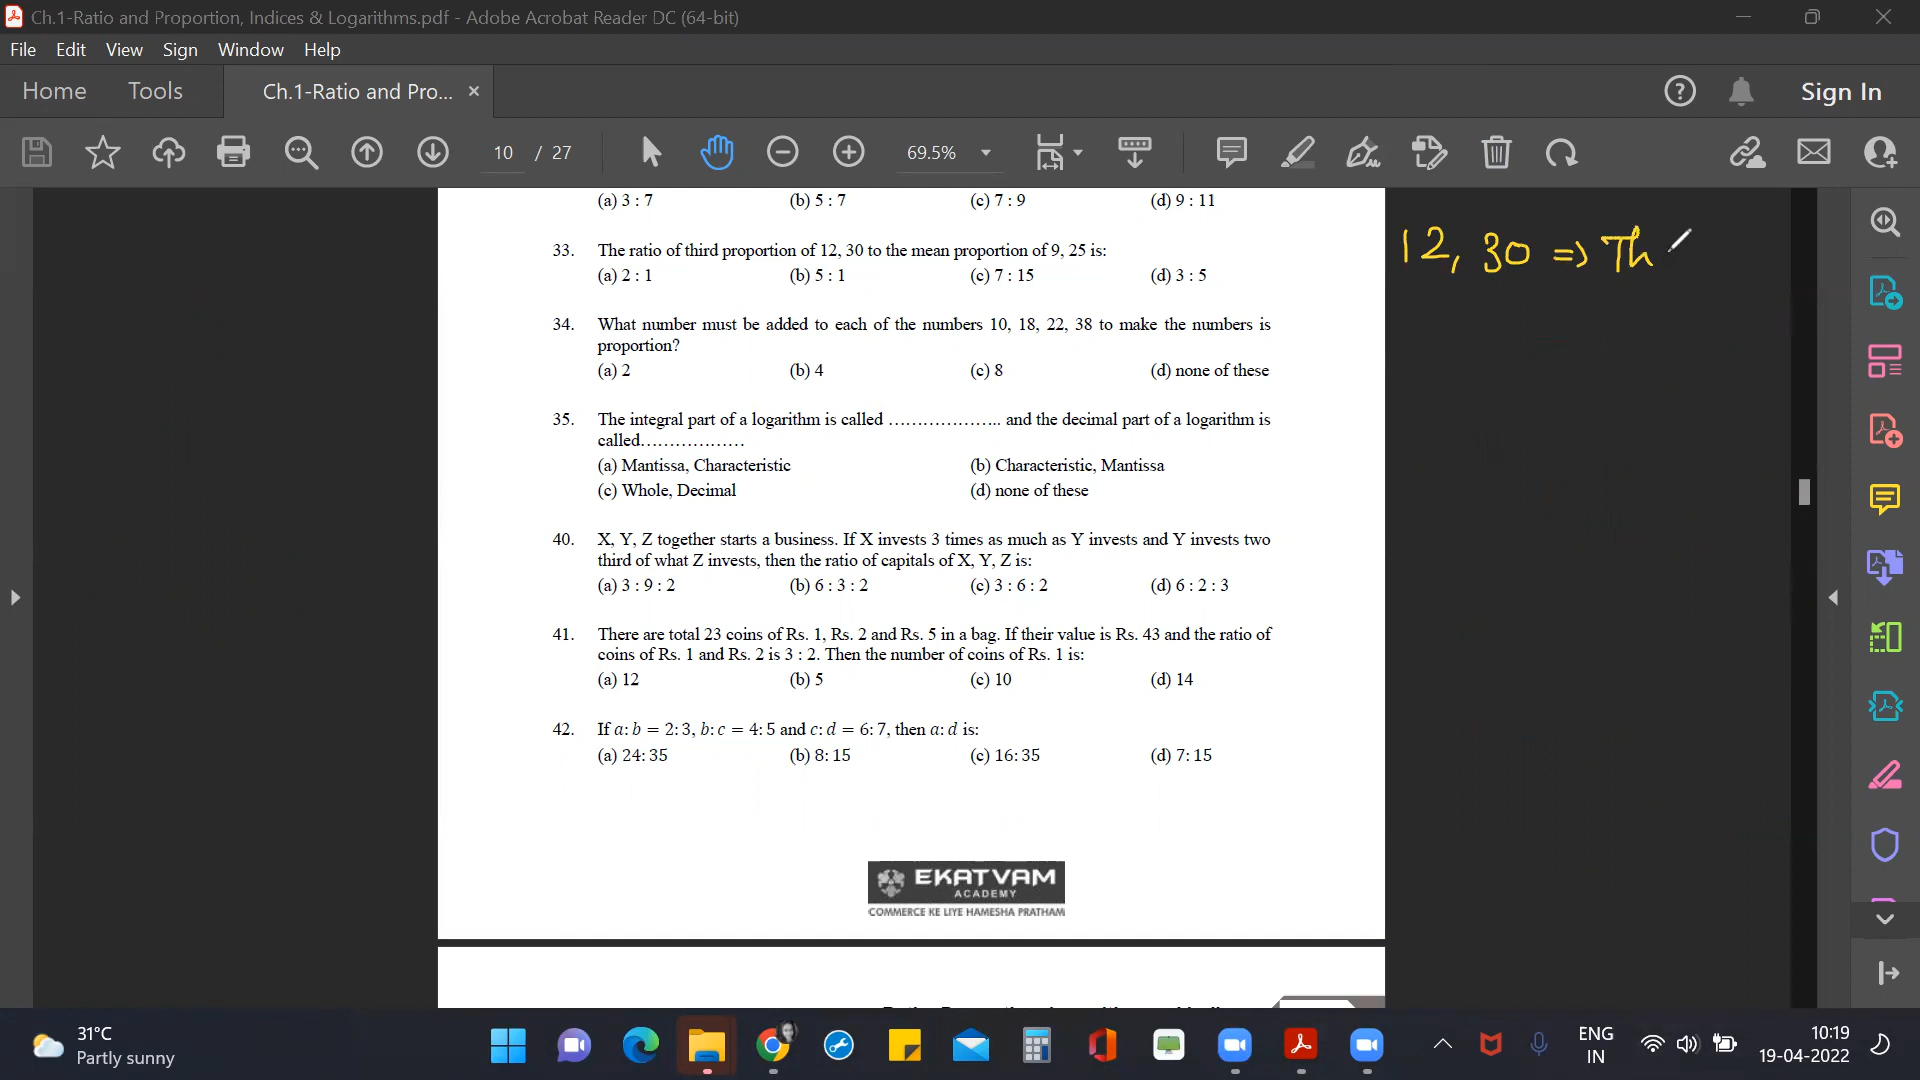 Ch.1-Ratio and Proportion, Indices & Logarithms.pdf - Adobe Acrobat Reader DC (64-bit)
File Edit View Sign Window Help
Home Tools Ch.1-Ratio and Pro... × Sign In
10 / 27 69.5%
(a) 3 : 7 (b) 5 : 7 (c) 7 : 9 (d) 9 : 11
33. The ratio of third proportion of 12, 30 to the mean proportion of 9, 25 is:
(a) 2 : 1 (b) 5 : 1 (c) 7 : 15 (d) 3 : 5
12, 30 => Th
34. What number must be added to each of the numbers 10, 18, 22, 38 to make the numbers is
proportion?
(a) 2 (b) 4 (c) 8 (d) none of these
35. The integral part of a logarithm is called ……………….. and the decimal part of a logarithm is
called………………
(a) Mantissa, Characteristic (b) Characteristic, Mantissa
(c) Whole, Decimal (d) none of these
40. X, Y, Z together starts a business. If X invests 3 times as much as Y invests and Y invests two
third of what Z invests, then the ratio of capitals of X, Y, Z is:
(a) 3 : 9 : 2 (b) 6 : 3 : 2 (c) 3 : 6 : 2 (d) 6 : 2 : 3
41. There are total 23 coins of Rs. 1, Rs. 2 and Rs. 5 in a bag. If their value is Rs. 43 and the ratio of
coins of Rs. 1 and Rs. 2 is 3 : 2. Then the number of coins of Rs. 1 is:
(a) 12 (b) 5 (c) 10 (d) 14
42. If a: b = 2: 3, b: c = 4: 5 and c: d = 6: 7, then a: d is:
(a) 24: 35 (b) 8: 15 (c) 16: 35 (d) 7: 15
EKATVAM
ACADEMY
COMMERCE KE LIYE HAMESHA PRATHAM
31°C
Partly sunny
ENG
IN
10:19
19-04-2022